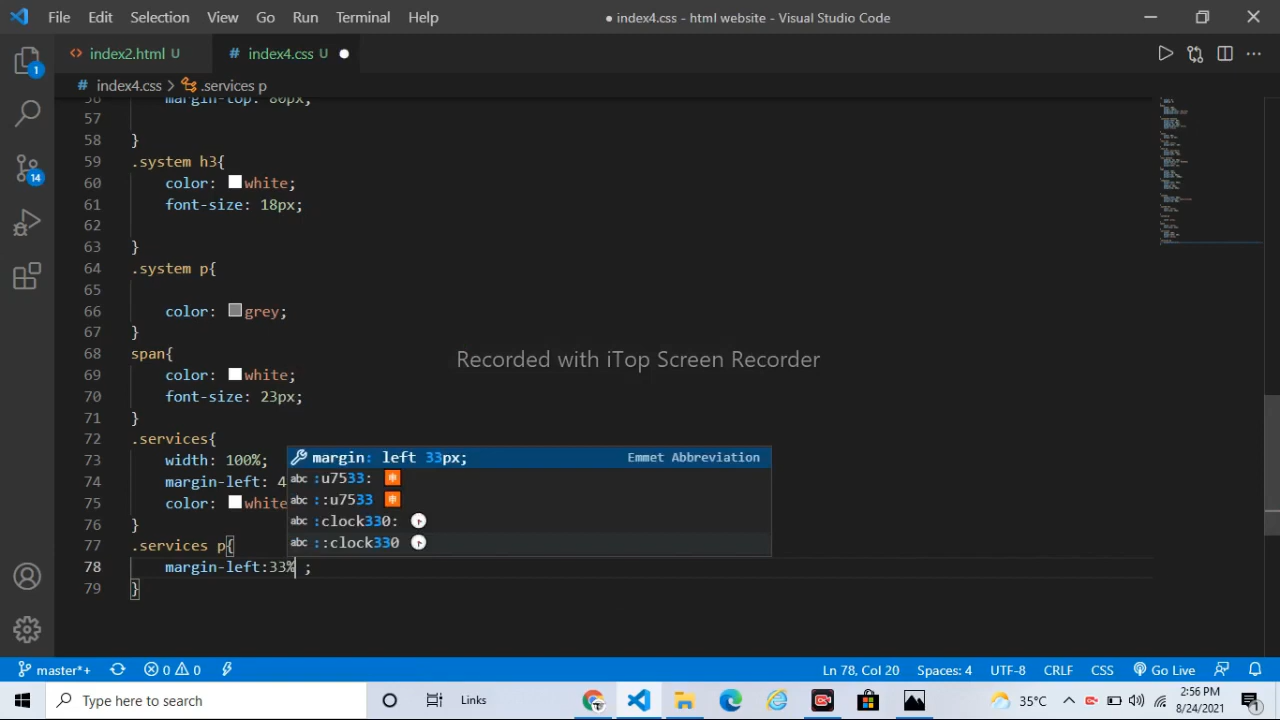 File Edit Selection View Go Run Terminal Help
● index4.css - html website - Visual Studio Code
index2.html U
# index4.css U ●
# index4.css > .services p
56 margin-top: 80px;
57
58 }
59 .system h3{
60 color: white;
61 font-size: 18px;
62
63 }
64 .system p{
65
66 color: grey;
67 }
68 span{
69 color: white;
70 font-size: 23px;
71 }
72 .services{
73 width: 100%;
74 margin-left: 4
75 color: white
76 }
77 .services p{
78 margin-left:33% ;
79 }
margin: left 33px; Emmet Abbreviation
abc :u7533: 申
abc ::u7533 申
abc :clock330:
abc ::clock330
Recorded with iTop Screen Recorder
1
14
master*+ 0 0 Ln 78, Col 20 Spaces: 4 UTF-8 CRLF CSS Go Live
Type here to search Links 35°C 2:56 PM
8/24/2021 1